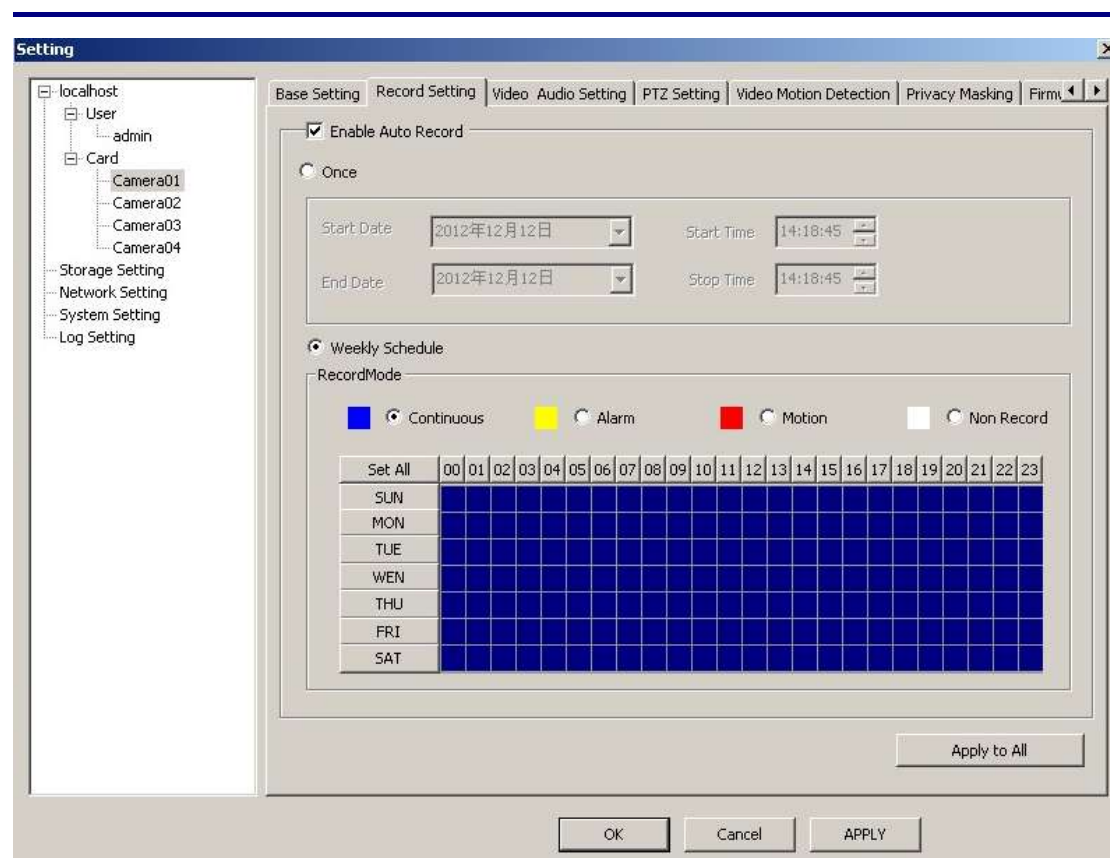 Setting
localhost
User
admin
Card
Camera01
Camera02
Camera03
Camera04
Storage Setting
Network Setting
System Setting
Log Setting
Base Setting Record Setting Video Audio Setting PTZ Setting Video Motion Detection Privacy Masking
Enable Auto Record
Once
Start Date 2012年12月12日 Start Time 14:18:45
End Date 2012年12月12日 Stop Time 14:18:45
Weekly Schedule
RecordMode
Continuous Alarm Motion Non Record
Set All 00 01 02 03 04 05 06 07 08 09 10 11 12 13 14 15 16 17 18 19 20 21 22 23
SUN
MON
TUE
WEN
THU
FRI
SAT
Apply to All
OK Cancel APPLY